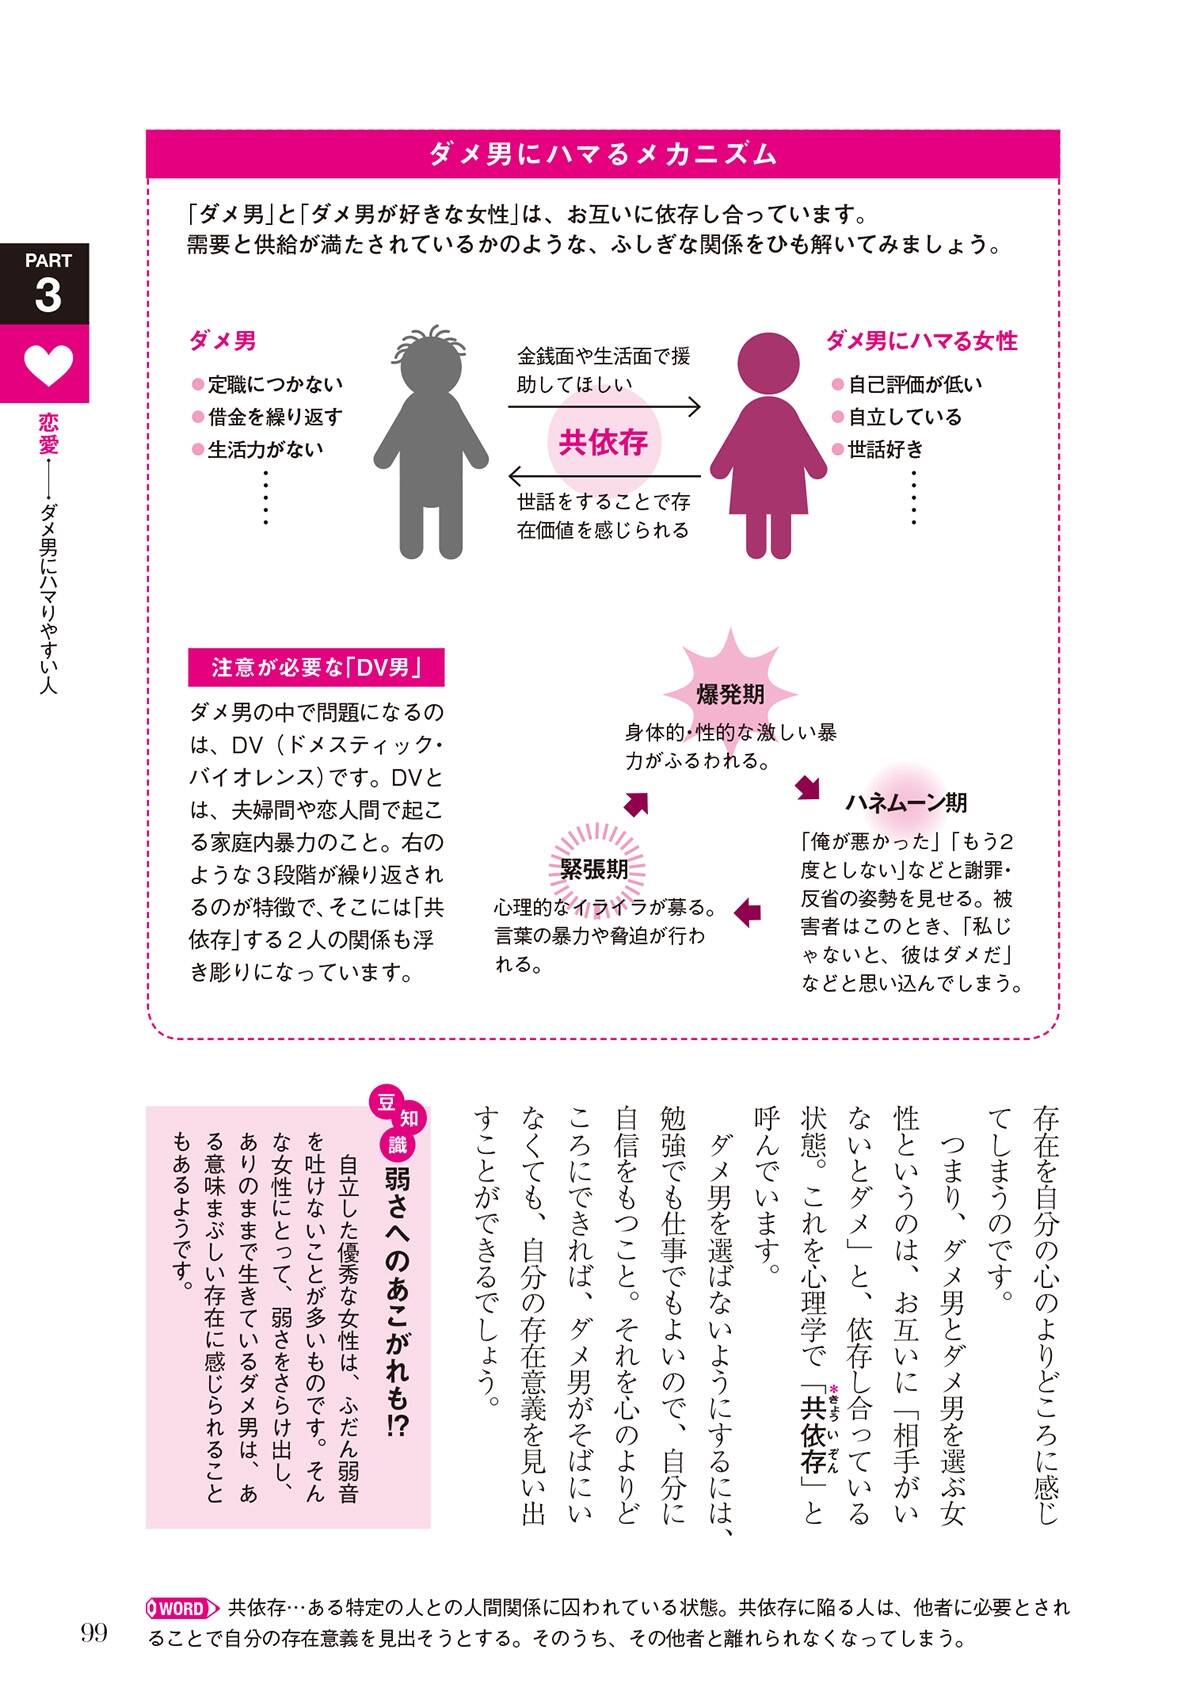 ダメ男にハマるメカニズム
「ダメ男」と「ダメ男が好きな女性」は、お互いに依存し合っています。
需要と供給が満たされているかのような、ふしぎな関係をひも解いてみましょう。
PART
3
恋愛――ダメ男にハマりやすい人
ダメ男
●定職につかない
●借金を繰り返す
●生活力がない
金銭面や生活面で援
助してほしい
共依存
世話をすることで存
在価値を感じられる
ダメ男にハマる女性
●自己評価が低い
●自立している
●世話好き
注意が必要な「DV男」
ダメ男の中で問題になるの
は、DV（ドメスティック・
バイオレンス）です。DVと
は、夫婦間や恋人間で起こ
る家庭内暴力のこと。右の
ような3段階が繰り返され
るのが特徴で、そこには「共
依存」する2人の関係も浮
き彫りになっています。
爆発期
身体的・性的な激しい暴
力がふるわれる。
ハネムーン期
「俺が悪かった」「もう2
度としない」などと謝罪・
反省の姿勢を見せる。被
害者はこのとき、「私じ
ゃないと、彼はダメだ」
などと思い込んでしまう。
緊張期
心理的なイライラが募る。
言葉の暴力や脅迫が行わ
れる。
存在を自分の心のよりどころに感じ
てしまうのです。
つまり、ダメ男とダメ男を選ぶ女
性というのは、お互いに「相手がい
ないとダメ」と、依存し合っている
状態。これを心理学で「*共依存（きょういぞん）」と
呼んでいます。
ダメ男を選ばないようにするには、
勉強でも仕事でもよいので、自分に
自信をもつこと。それを心のよりど
ころにできれば、ダメ男がそばにい
なくても、自分の存在意義を見い出
すことができるでしょう。
豆知識
弱さへのあこがれも!?
自立した優秀な女性は、ふだん弱音
を吐けないことが多いものです。そん
な女性にとって、弱さをさらけ出し、
ありのままで生きているダメ男は、あ
る意味まぶしい存在に感じられること
もあるようです。
WORD 共依存…ある特定の人との人間関係に囚われている状態。共依存に陥る人は、他者に必要とされ
ることで自分の存在意義を見出そうとする。そのうち、その他者と離れられなくなってしまう。
99